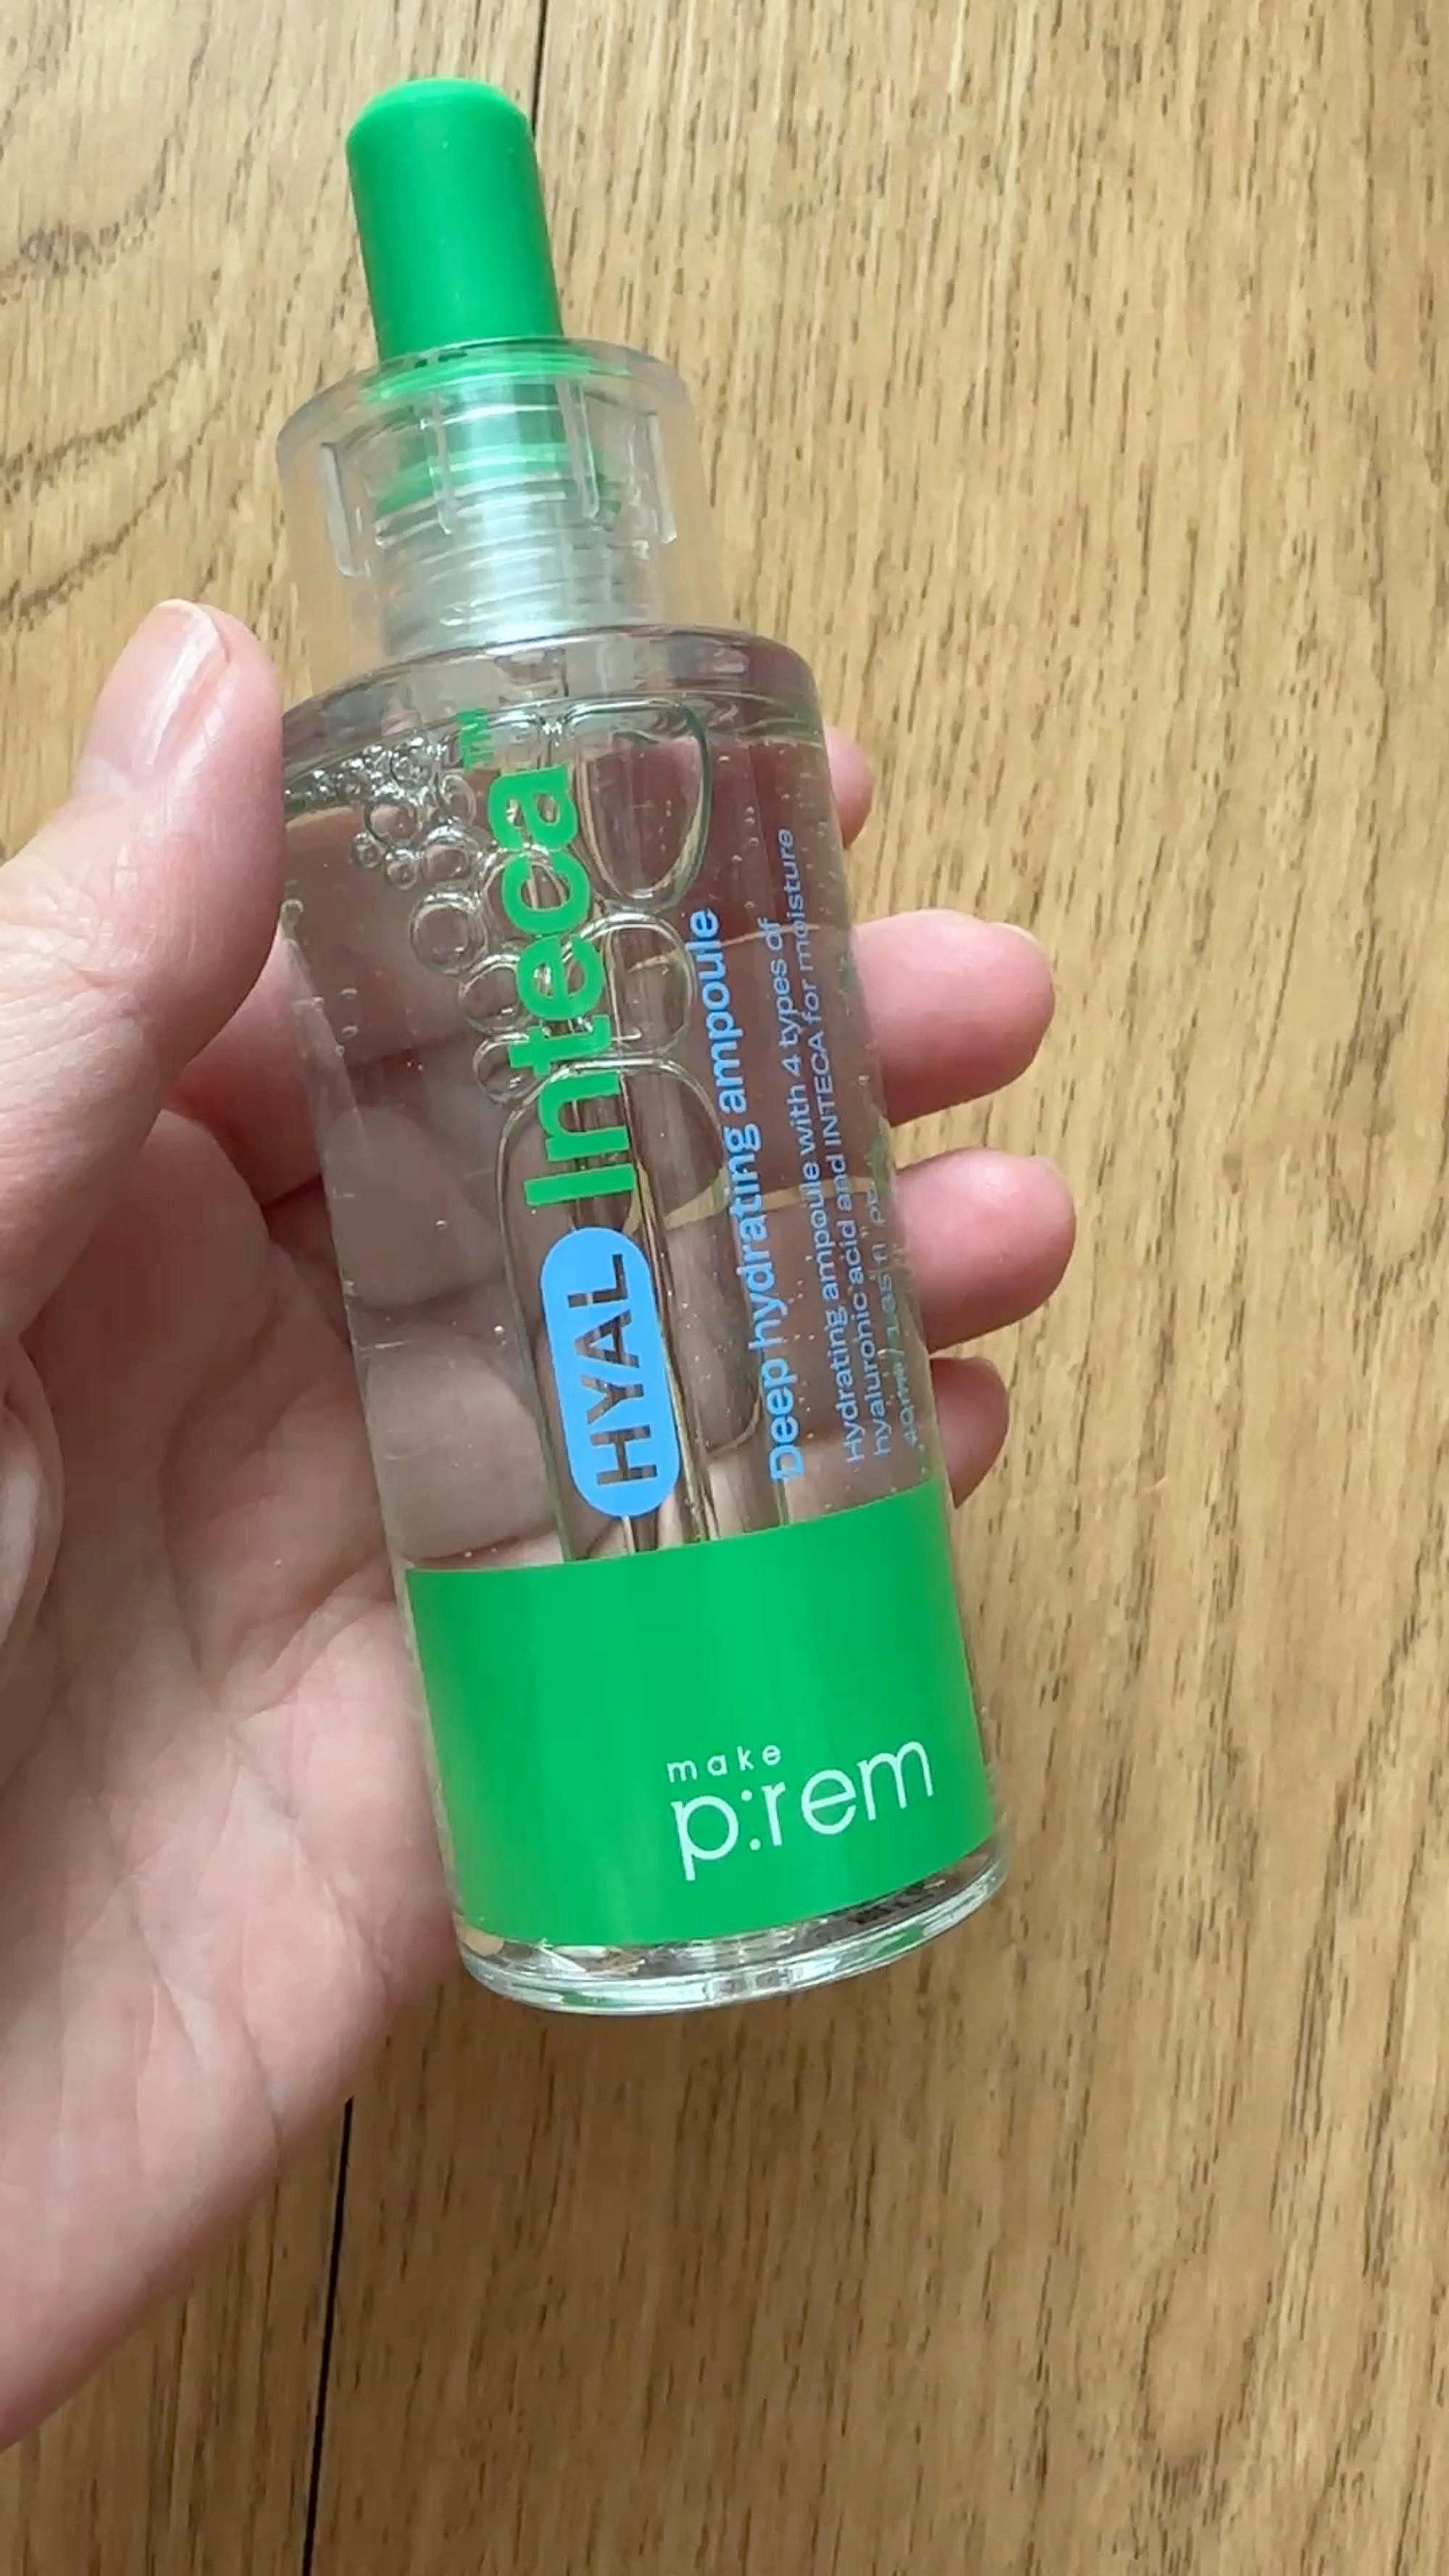 HYAL Inteca™
Deep hydrating ampoule
Hydrating ampoule with 4 types of
hyaluronic acid and INTECA for moisture
make
p:rem